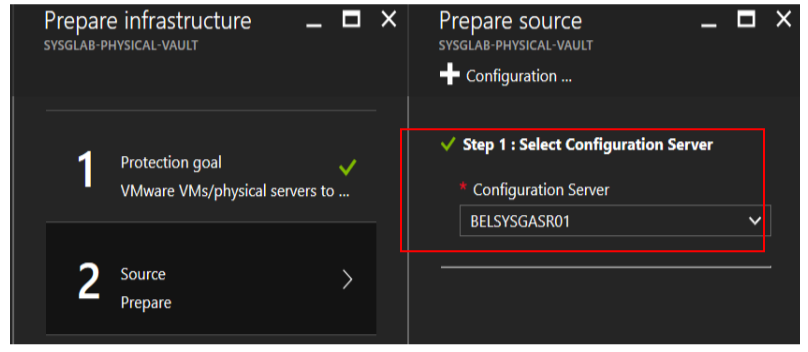 Prepare infrastructure
SYSGLAB-PHYSICAL-VAULT
1
Protection goal
VMware VMs/physical servers to ...
2
Source
Prepare
Prepare source
SYSGLAB-PHYSICAL-VAULT
Configuration ...
Step 1 : Select Configuration Server
* Configuration Server
BELSYSGASR01